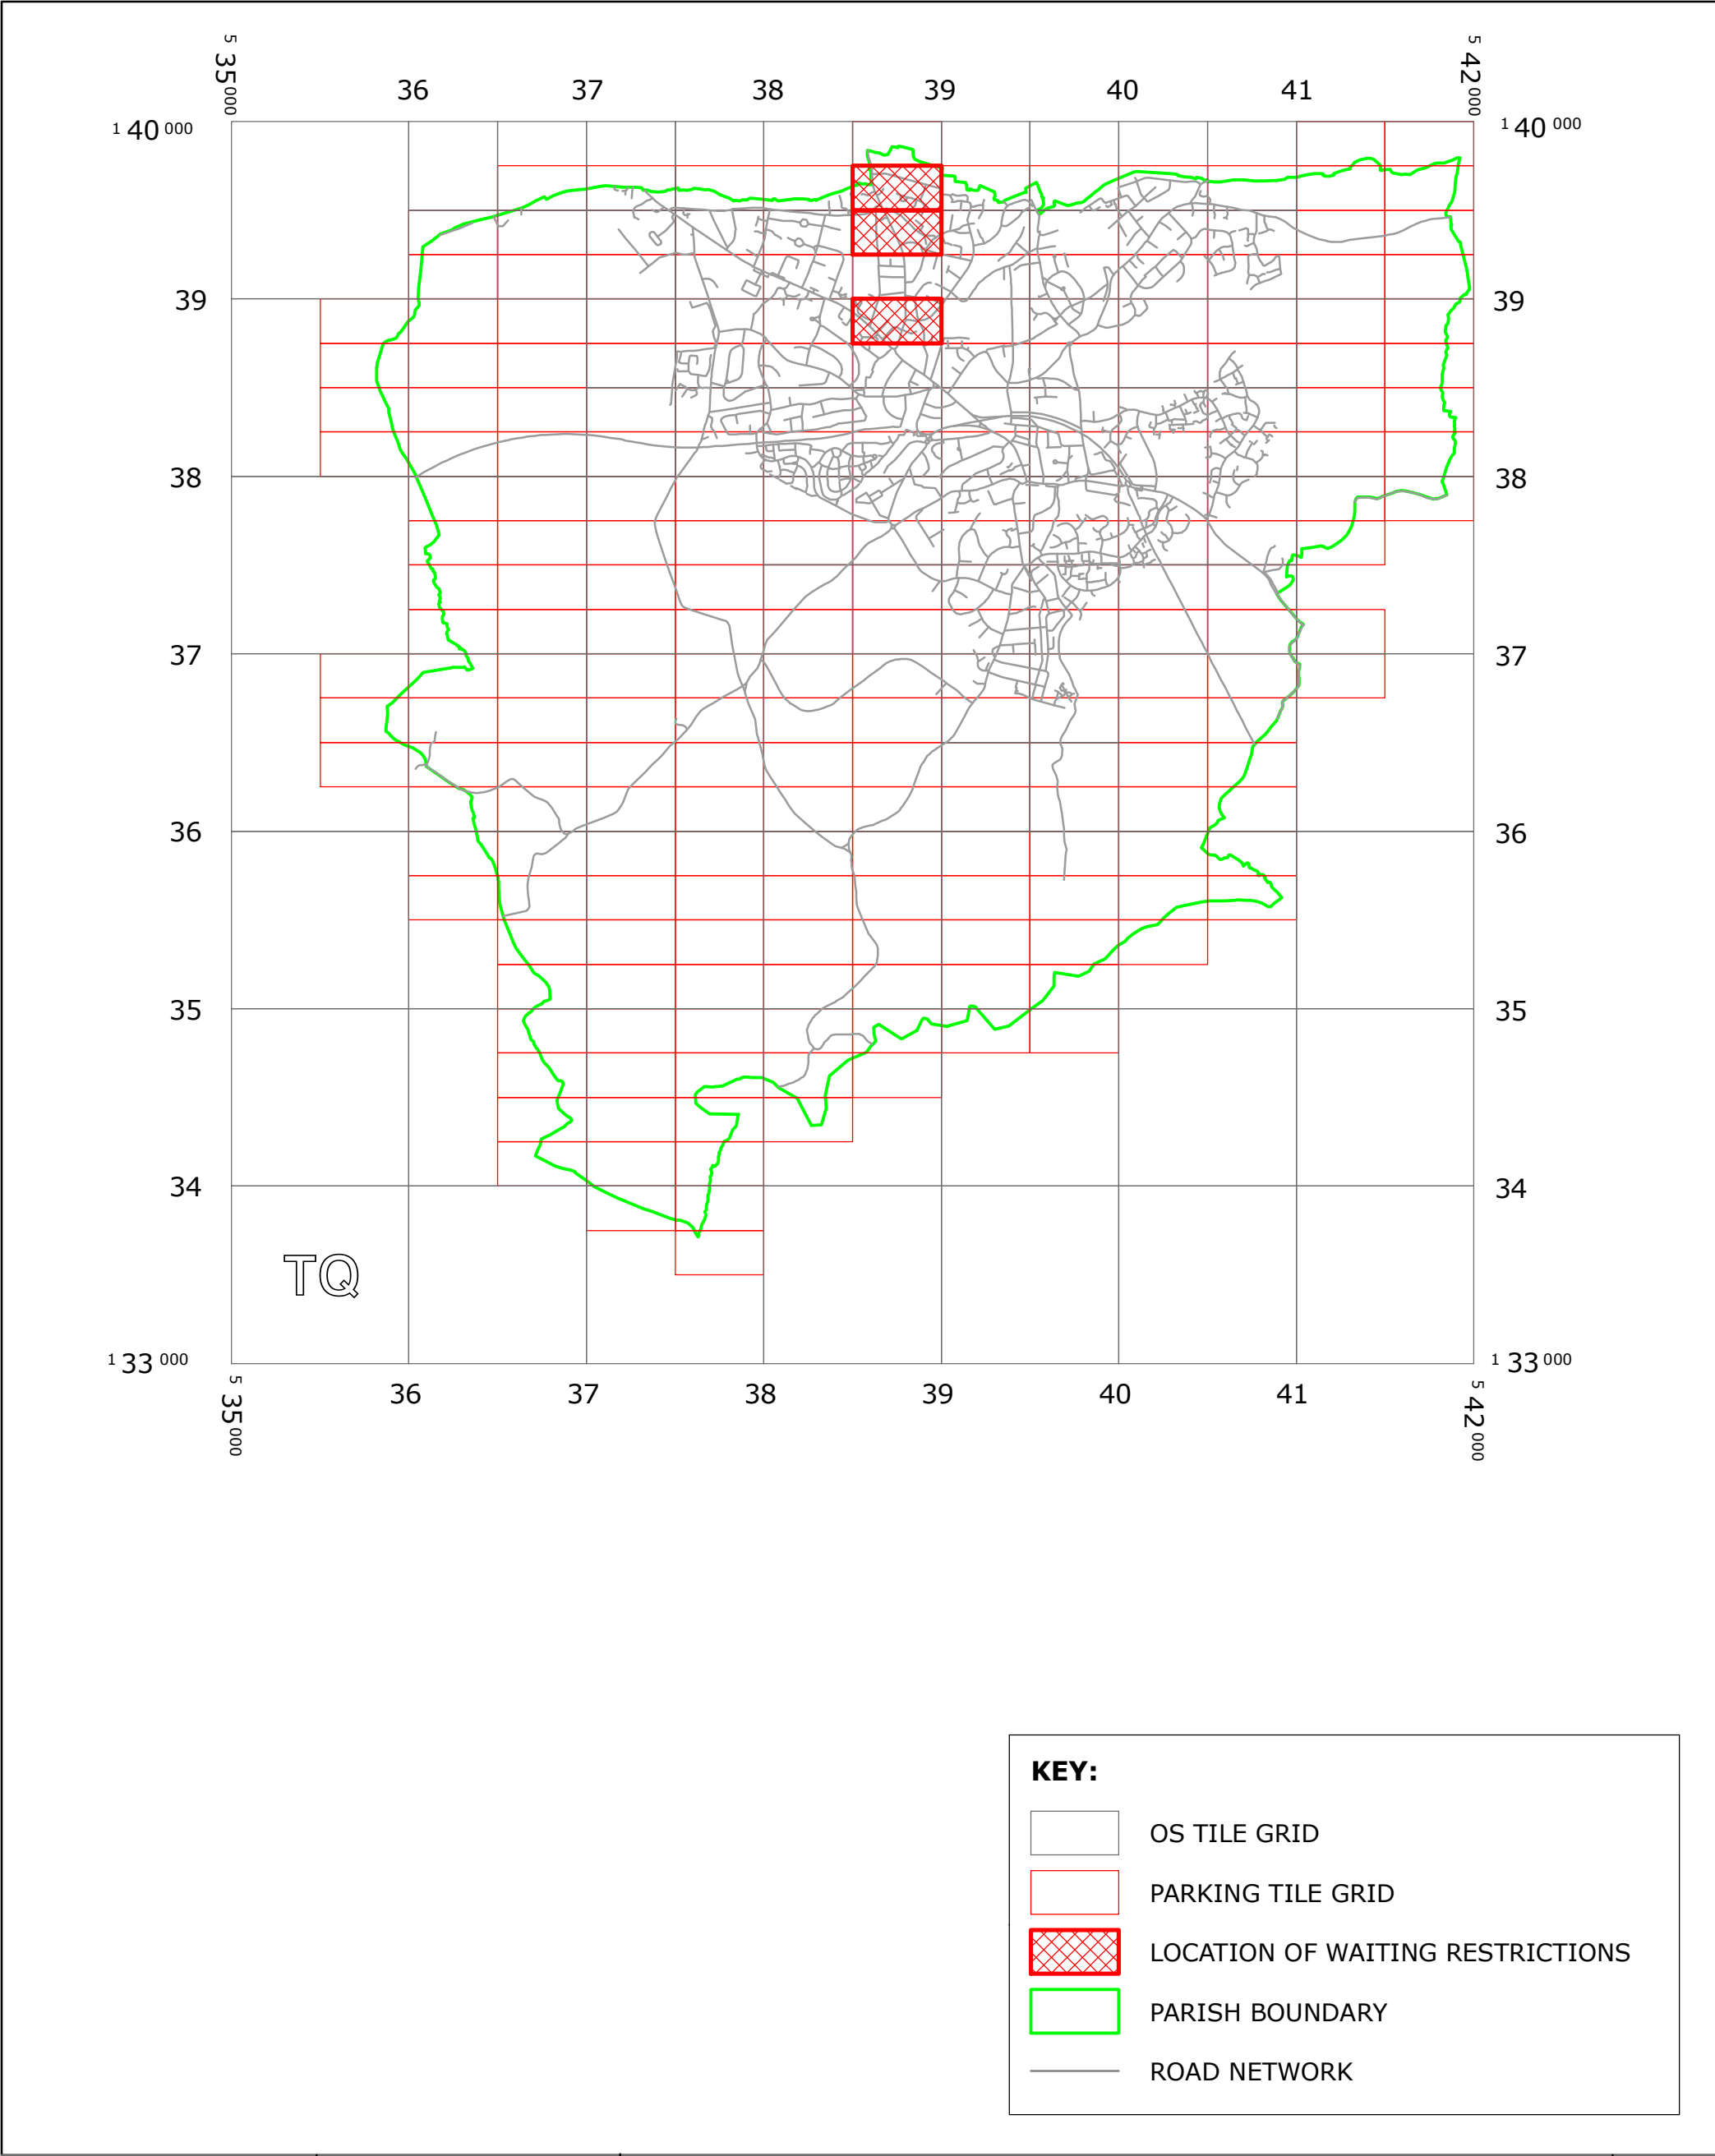 5 35 000
5 42 000
36 37 38 39 40 41
1 40 000
1 40 000
39 39
38 38
37 37
36 36
35 35
34 34
TQ
1 33 000
1 33 000
36 37 38 39 40 41
5 35 000
5 42 000
KEY:
OS TILE GRID
PARKING TILE GRID
LOCATION OF WAITING RESTRICTIONS
PARISH BOUNDARY
ROAD NETWORK